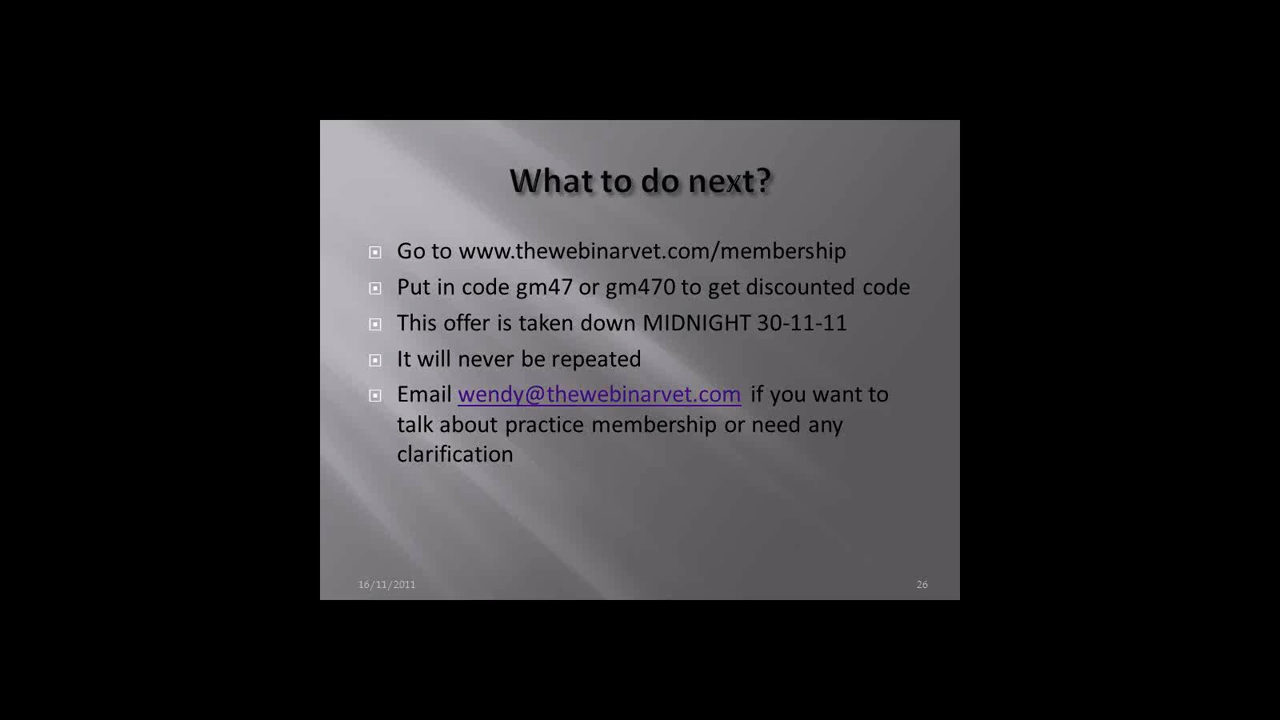 What to do next?
Go to www.thewebinarvet.com/membership
Put in code gm47 or gm470 to get discounted code
This offer is taken down MIDNIGHT 30-11-11
It will never be repeated
Email wendy@thewebinarvet.com if you want to
talk about practice membership or need any
clarification
16/11/2011
26